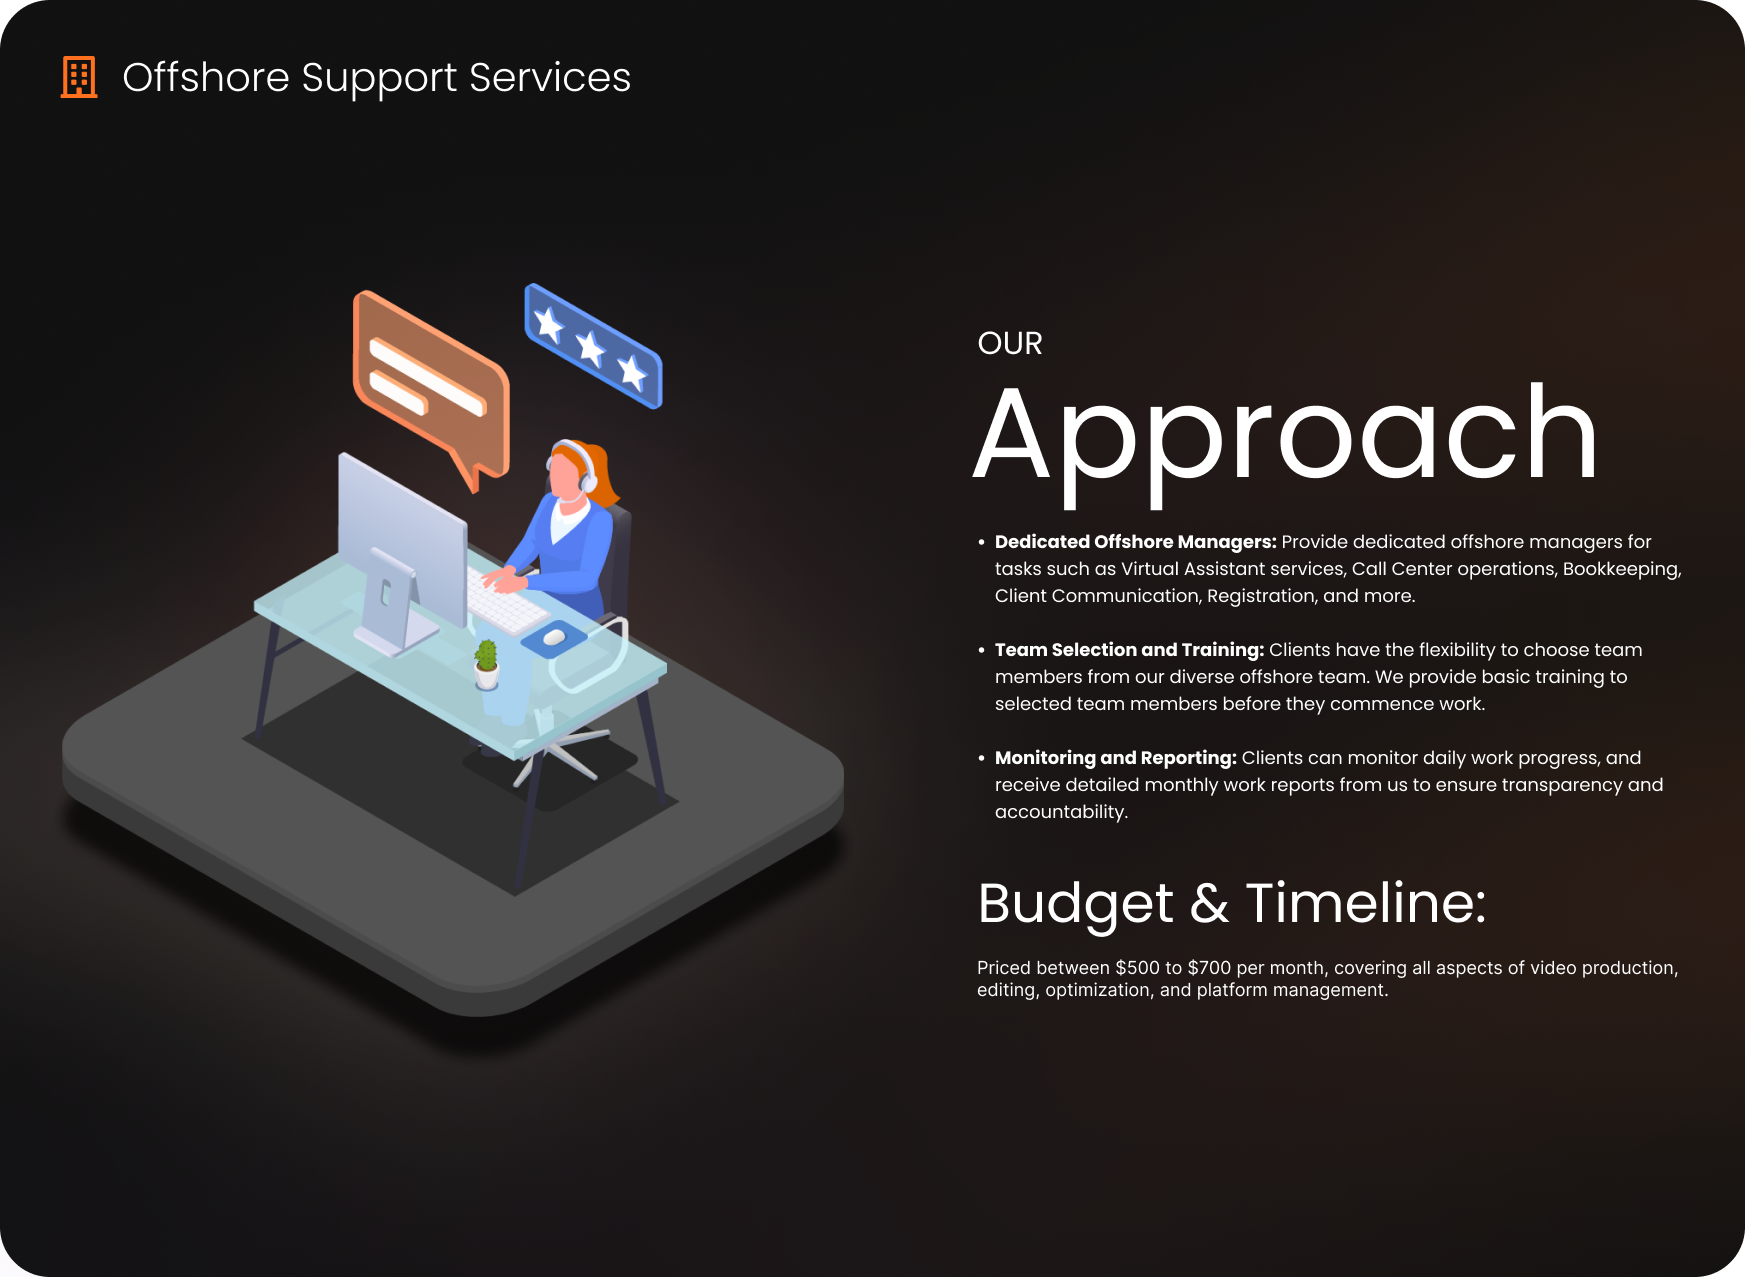 Offshore Support Services
OUR
Approach
• Dedicated Offshore Managers: Provide dedicated offshore managers for
tasks such as Virtual Assistant services, Call Center operations, Bookkeeping,
Client Communication, Registration, and more.
• Team Selection and Training: Clients have the flexibility to choose team
members from our diverse offshore team. We provide basic training to
selected team members before they commence work.
• Monitoring and Reporting: Clients can monitor daily work progress, and
receive detailed monthly work reports from us to ensure transparency and
accountability.
Budget & Timeline:
Priced between $500 to $700 per month, covering all aspects of video production,
editing, optimization, and platform management.